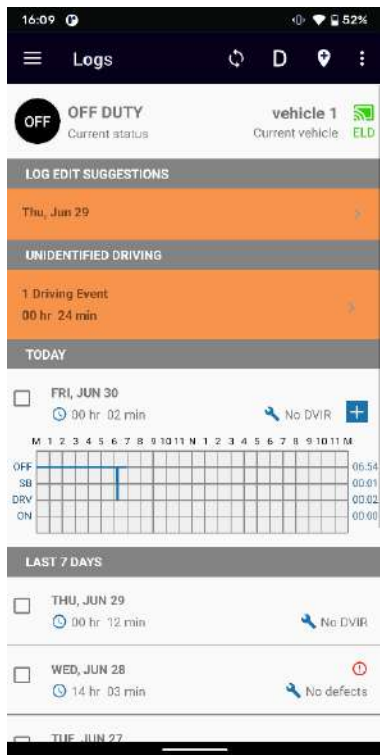 16:09 52%
Logs D
OFF OFF DUTY vehicle 1
Current status Current vehicle ELD
LOG EDIT SUGGESTIONS
Thu, Jun 29
UNIDENTIFIED DRIVING
1 Driving Event
00 hr 24 min
TODAY
FRI, JUN 30
00 hr 02 min No DVIR
M 1 2 3 4 5 6 7 8 9 10 11 N 1 2 3 4 5 6 7 8 9 10 11 M
OFF 06:54
SB 00:01
DRV 00:02
ON 00:00
LAST 7 DAYS
THU, JUN 29
00 hr 12 min No DVIR
WED, JUN 28
14 hr 03 min No defects
TUE, JUN 27